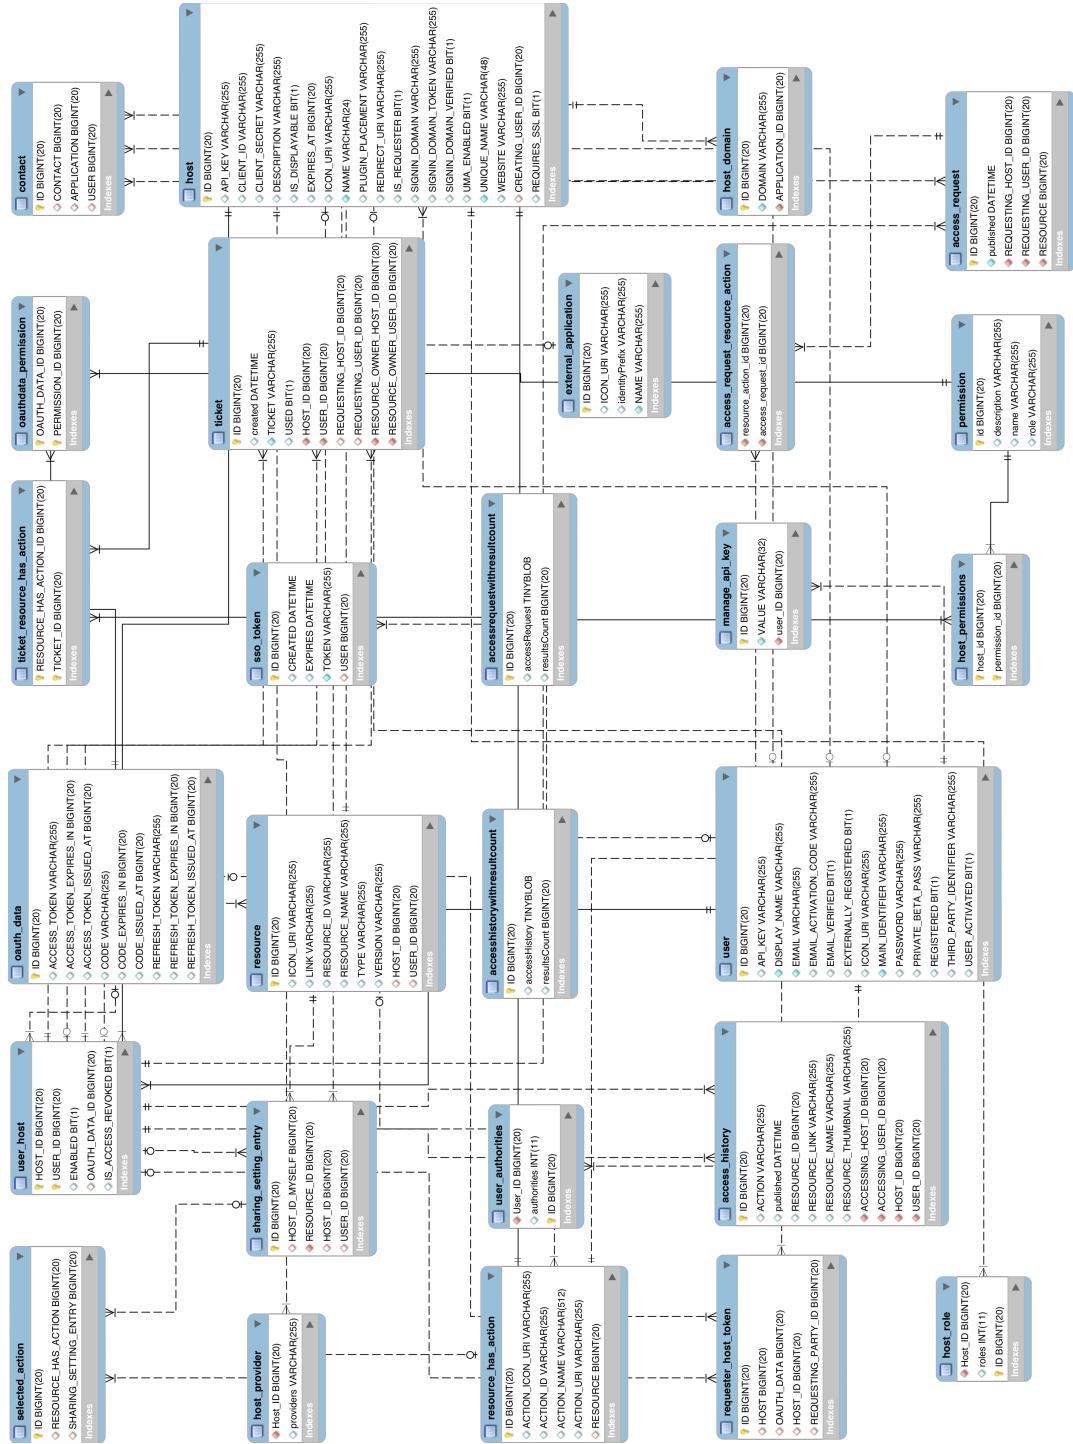 selected_action
ID BIGINT(20)
RESOURCE_HAS_ACTION BIGINT(20)
SHARING_SETTING_ENTRY BIGINT(20)
Indexes
user_host
HOST_ID BIGINT(20)
USER_ID BIGINT(20)
ENABLED BIT(1)
OAUTH_DATA_ID BIGINT(20)
IS_ACCESS_REVOKED BIT(1)
Indexes
oauth_data
ID BIGINT(20)
ACCESS_TOKEN VARCHAR(255)
ACCESS_TOKEN_EXPIRES_IN BIGINT(20)
ACCESS_TOKEN_ISSUED_AT BIGINT(20)
CODE VARCHAR(255)
CODE_EXPIRES_IN BIGINT(20)
CODE_ISSUED_AT BIGINT(20)
REFRESH_TOKEN VARCHAR(255)
REFRESH_TOKEN_EXPIRES_IN BIGINT(20)
REFRESH_TOKEN_ISSUED_AT BIGINT(20)
Indexes
ticket_resource_has_action
RESOURCE_HAS_ACTION_ID BIGINT(20)
TICKET_ID BIGINT(20)
Indexes
oauthdata_permission
OAUTH_DATA_ID BIGINT(20)
PERMISSION_ID BIGINT(20)
Indexes
contact
ID BIGINT(20)
CONTACT BIGINT(20)
APPLICATION BIGINT(20)
USER BIGINT(20)
Indexes
host_provider
Host_ID BIGINT(20)
providers VARCHAR(255)
Indexes
sharing_setting_entry
ID BIGINT(20)
HOST_ID_MYSELF BIGINT(20)
RESOURCE_ID BIGINT(20)
HOST_ID BIGINT(20)
USER_ID BIGINT(20)
Indexes
resource
ID BIGINT(20)
ICON_URI VARCHAR(255)
LINK VARCHAR(255)
RESOURCE_ID VARCHAR(255)
RESOURCE_NAME VARCHAR(255)
TYPE VARCHAR(255)
VERSION VARCHAR(255)
HOST_ID BIGINT(20)
USER_ID BIGINT(20)
Indexes
sso_token
ID BIGINT(20)
CREATED DATETIME
EXPIRES DATETIME
TOKEN VARCHAR(255)
USER BIGINT(20)
Indexes
ticket
ID BIGINT(20)
created DATETIME
TICKET VARCHAR(255)
USED BIT(1)
HOST_ID BIGINT(20)
USER_ID BIGINT(20)
REQUESTING_HOST_ID BIGINT(20)
REQUESTING_USER_ID BIGINT(20)
RESOURCE_OWNER_HOST_ID BIGINT(20)
RESOURCE_OWNER_USER_ID BIGINT(20)
Indexes
host
ID BIGINT(20)
API_KEY VARCHAR(255)
CLIENT_ID VARCHAR(255)
CLIENT_SECRET VARCHAR(255)
DESCRIPTION VARCHAR(255)
IS_DISPLAYABLE BIT(1)
EXPIRES_AT BIGINT(20)
ICON_URI VARCHAR(255)
NAME VARCHAR(24)
PLUGIN_PLACEMENT VARCHAR(255)
REDIRECT_URI VARCHAR(255)
IS_REQUESTER BIT(1)
SIGNIN_DOMAIN VARCHAR(255)
SIGNIN_DOMAIN_TOKEN VARCHAR(255)
SIGNIN_DOMAIN_VERIFIED BIT(1)
UMA_ENABLED BIT(1)
UNIQUE_NAME VARCHAR(48)
WEBSITE VARCHAR(255)
CREATING_USER_ID BIGINT(20)
REQUIRES_SSL BIT(1)
Indexes
resource_has_action
ID BIGINT(20)
ACTION_ICON_URI VARCHAR(255)
ACTION_ID VARCHAR(255)
ACTION_NAME VARCHAR(512)
ACTION_URI VARCHAR(255)
RESOURCE BIGINT(20)
Indexes
user_authorities
User_ID BIGINT(20)
authorities INT(11)
ID BIGINT(20)
Indexes
accesshistorywithresultcount
ID BIGINT(20)
accessHistory TINYBLOB
resultsCount BIGINT(20)
Indexes
accessrequestwithresultcount
ID BIGINT(20)
accessRequest TINYBLOB
resultsCount BIGINT(20)
Indexes
external_application
ID BIGINT(20)
ICON_URI VARCHAR(255)
identityPrefix VARCHAR(255)
NAME VARCHAR(255)
Indexes
requester_host_token
ID BIGINT(20)
HOST BIGINT(20)
OAUTH_DATA BIGINT(20)
HOST_ID BIGINT(20)
REQUESTING_PARTY_ID BIGINT(20)
Indexes
access_history
ID BIGINT(20)
ACTION VARCHAR(255)
published DATETIME
RESOURCE_ID BIGINT(20)
RESOURCE_LINK VARCHAR(255)
RESOURCE_NAME VARCHAR(255)
RESOURCE_THUMBNAIL VARCHAR(255)
ACCESSING_HOST_ID BIGINT(20)
ACCESSING_USER_ID BIGINT(20)
HOST_ID BIGINT(20)
USER_ID BIGINT(20)
Indexes
user
ID BIGINT(20)
API_KEY VARCHAR(255)
DISPLAY_NAME VARCHAR(255)
EMAIL VARCHAR(255)
EMAIL_ACTIVATION_CODE VARCHAR(255)
EMAIL_VERIFIED BIT(1)
EXTERNALLY_REGISTERED BIT(1)
ICON_URI VARCHAR(255)
MAIN_IDENTIFIER VARCHAR(255)
PASSWORD VARCHAR(255)
PRIVATE_BETA_PASS VARCHAR(255)
REGISTERED BIT(1)
THIRD_PARTY_IDENTIFIER VARCHAR(255)
USER_ACTIVATED BIT(1)
Indexes
manage_api_key
ID BIGINT(20)
VALUE VARCHAR(32)
user_ID BIGINT(20)
Indexes
access_request_resource_action
resource_action_id BIGINT(20)
access_request_id BIGINT(20)
Indexes
host_domain
ID BIGINT(20)
DOMAIN VARCHAR(255)
APPLICATION_ID BIGINT(20)
Indexes
host_role
Host_ID BIGINT(20)
roles INT(11)
ID BIGINT(20)
Indexes
host_permissions
host_id BIGINT(20)
permission_id BIGINT(20)
Indexes
permission
id BIGINT(20)
description VARCHAR(255)
name VARCHAR(255)
role VARCHAR(255)
Indexes
access_request
ID BIGINT(20)
published DATETIME
REQUESTING_HOST_ID BIGINT(20)
REQUESTING_USER_ID BIGINT(20)
RESOURCE BIGINT(20)
Indexes